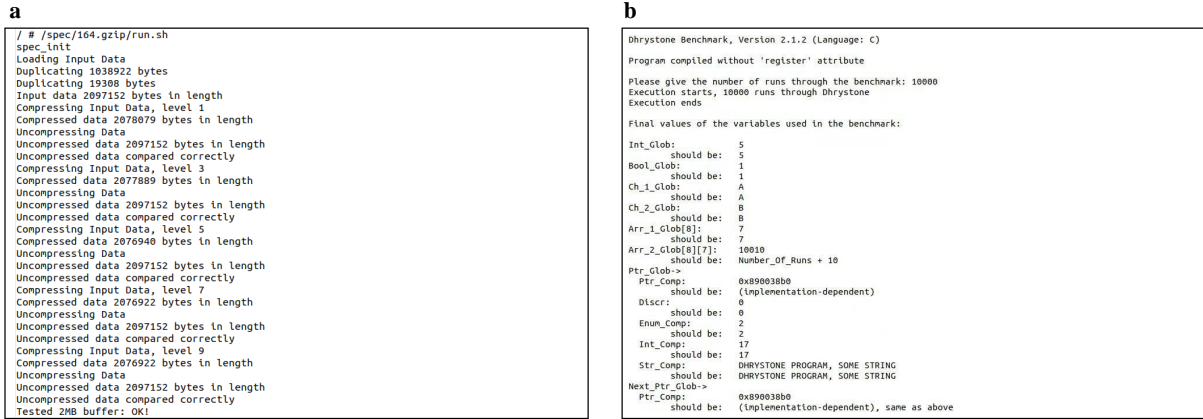 a
/ # /spec/164.gzip/run.sh
spec_init
Loading Input Data
Duplicating 1038922 bytes
Duplicating 19308 bytes
Input data 2097152 bytes in length
Compressing Input Data, level 1
Compressed data 2078079 bytes in length
Uncompressing Data
Uncompressed data 2097152 bytes in length
Uncompressed data compared correctly
Compressing Input Data, level 3
Compressed data 2077889 bytes in length
Uncompressing Data
Uncompressed data 2097152 bytes in length
Uncompressed data compared correctly
Compressing Input Data, level 5
Compressed data 2076940 bytes in length
Uncompressing Data
Uncompressed data 2097152 bytes in length
Uncompressed data compared correctly
Compressing Input Data, level 7
Compressed data 2076922 bytes in length
Uncompressing Data
Uncompressed data 2097152 bytes in length
Uncompressed data compared correctly
Compressing Input Data, level 9
Compressed data 2076922 bytes in length
Uncompressing Data
Uncompressed data 2097152 bytes in length
Uncompressed data compared correctly
Tested 2MB buffer: OK!
b
Dhrystone Benchmark, Version 2.1.2 (Language: C)
Program compiled without 'register' attribute
Please give the number of runs through the benchmark: 10000
Execution starts, 10000 runs through Dhrystone
Execution ends
Final values of the variables used in the benchmark:
Int_Glob: 5
should be: 5
Bool_Glob: 1
should be: 1
Ch_1_Glob: A
should be: A
Ch_2_Glob: B
should be: B
Arr_1_Glob[8]: 7
should be: 7
Arr_2_Glob[8][7]: 10010
should be: Number_Of_Runs + 10
Ptr_Glob->
Ptr_Comp: 0x890038b0
should be: (implementation-dependent)
Discr: 0
should be: 0
Enum_Comp: 2
should be: 2
Int_Comp: 17
should be: 17
Str_Comp: DHRYSTONE PROGRAM, SOME STRING
should be: DHRYSTONE PROGRAM, SOME STRING
Next_Ptr_Glob->
Ptr_Comp: 0x890038b0
should be: (implementation-dependent), same as above